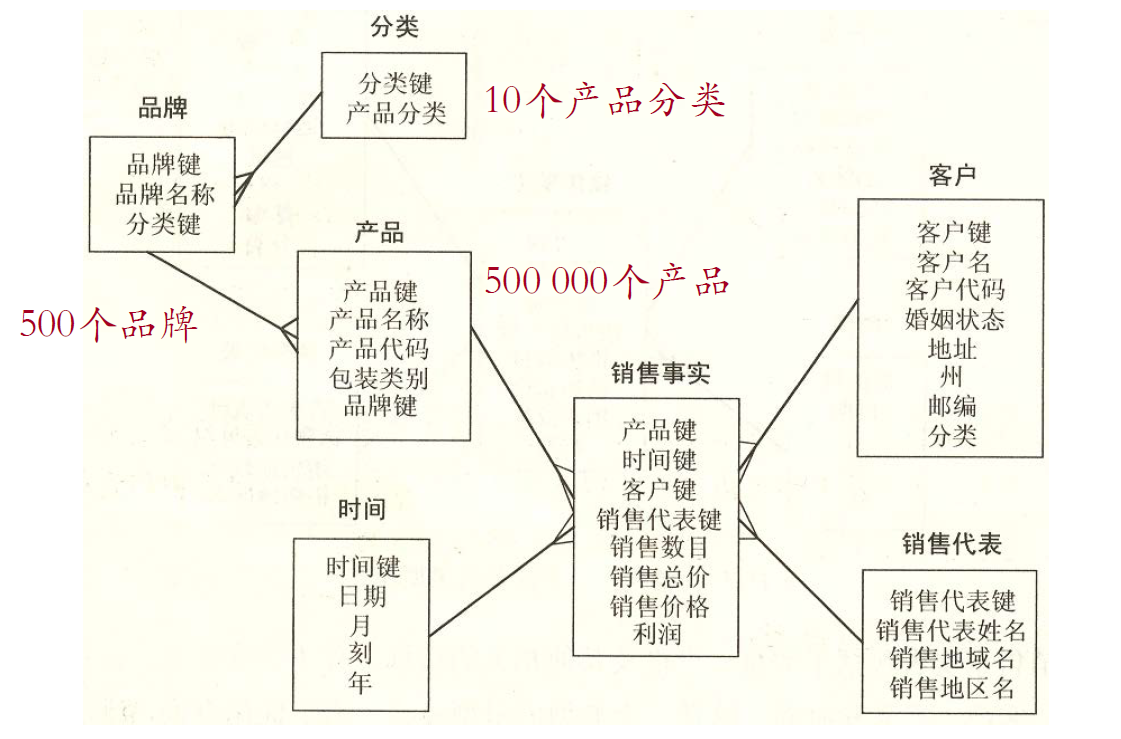 分类
分类键
产品分类
10个产品分类
品牌
品牌键
品牌名称
分类键
产品
产品键
产品名称
产品代码
包装类别
品牌键
500 000个产品
500个品牌
客户
客户键
客户名
客户代码
婚姻状态
地址
州
邮编
分类
销售事实
产品键
时间键
客户键
销售代表键
销售数目
销售总价
销售价格
利润
时间
时间键
日期
月
刻
年
销售代表
销售代表键
销售代表姓名
销售地域名
销售地区名